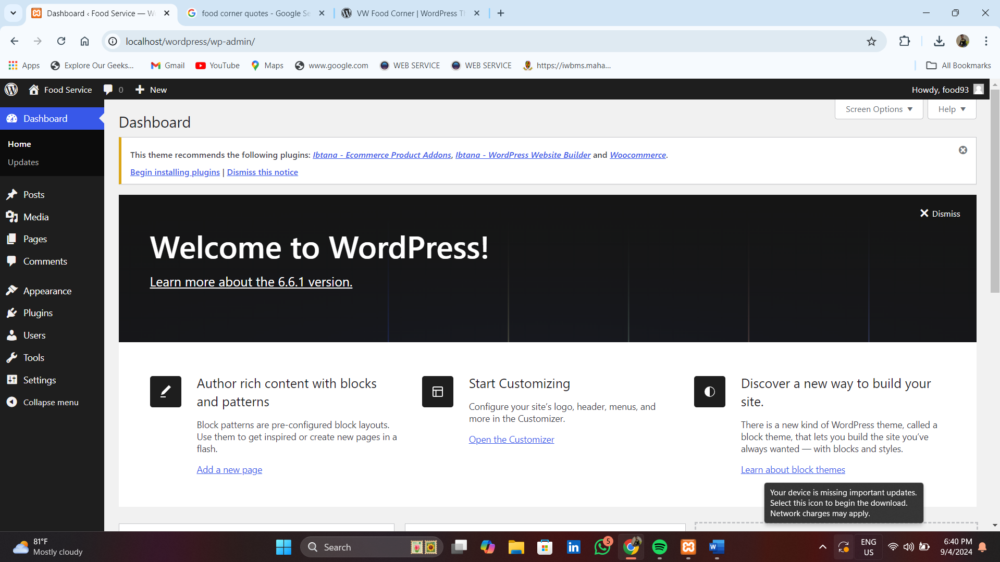 Dashboard ‹ Food Service — W
food corner quotes - Google Se
VW Food Corner | WordPress T
localhost/wordpress/wp-admin/
Apps
Explore Our Geeks...
Gmail
YouTube
Maps
www.google.com
WEB SERVICE
WEB SERVICE
https://iwbms.maha...
All Bookmarks
Food Service
0
New
Howdy, food93
Screen Options
Help
Dashboard
Home
Updates
Posts
Media
Pages
Comments
Appearance
Plugins
Users
Tools
Settings
Collapse menu
Dashboard
This theme recommends the following plugins: Ibtana - Ecommerce Product Addons, Ibtana - WordPress Website Builder and Woocommerce.
Begin installing plugins | Dismiss this notice
Dismiss
Welcome to WordPress!
Learn more about the 6.6.1 version.
Author rich content with blocks
and patterns
Block patterns are pre-configured block layouts.
Use them to get inspired or create new pages in a
flash.
Add a new page
Start Customizing
Configure your site’s logo, header, menus, and
more in the Customizer.
Open the Customizer
Discover a new way to build your
site.
There is a new kind of WordPress theme, called a
block theme, that lets you build the site you’ve
always wanted — with blocks and styles.
Learn about block themes
Your device is missing important updates.
Select this icon to begin the download.
Network charges may apply.
81°F
Mostly cloudy
Search
5
ENG
US
6:40 PM
9/4/2024